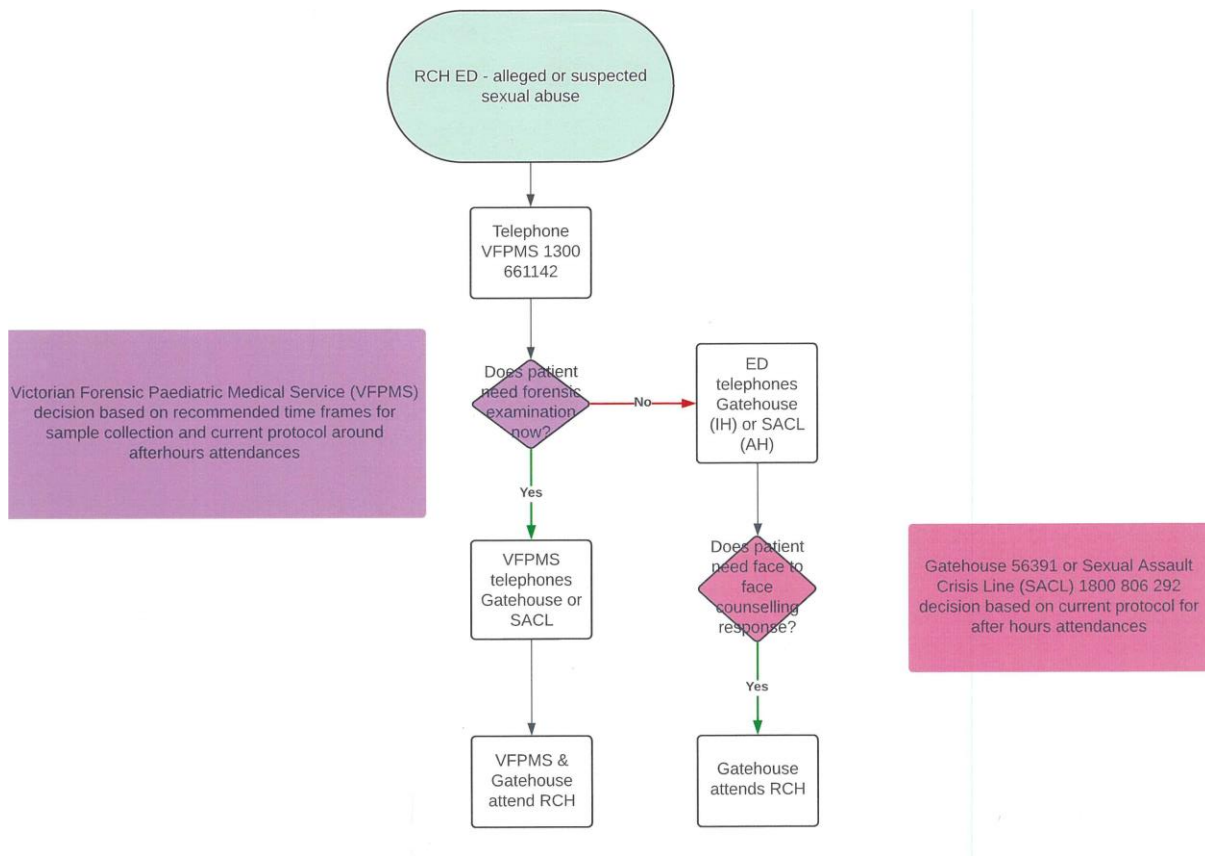 RCH ED - alleged or suspected
sexual abuse
Telephone
VFPMS 1300
661142
Victorian Forensic Paediatric Medical Service (VFPMS)
decision based on recommended time frames for
sample collection and current protocol around
afterhours attendances
Does patient
need forensic
examination
now?
No
ED
telephones
Gatehouse
(IH) or SACL
(AH)
Yes
VFPMS
telephones
Gatehouse or
SACL
Does patient
need face to
face
counselling
response?
Gatehouse 56391 or Sexual Assault
Crisis Line (SACL) 1800 806 292
decision based on current protocol for
after hours attendances
Yes
VFPMS &
Gatehouse
attend RCH
Gatehouse
attends RCH